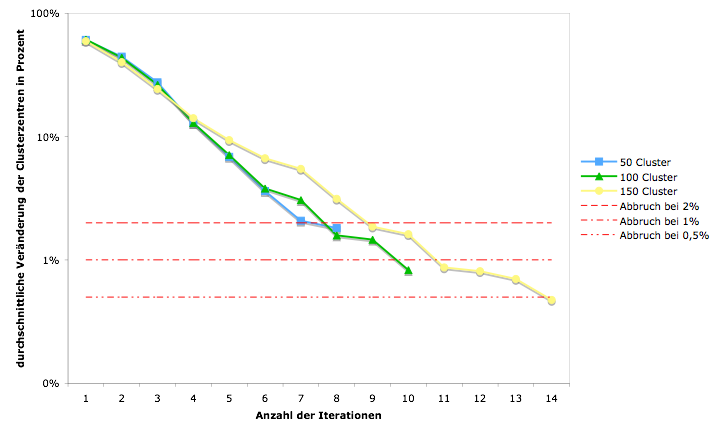 durchschnittliche Veränderung der Clusterzentren in Prozent
100%
10%
1%
0%
1 2 3 4 5 6 7 8 9 10 11 12 13 14
Anzahl der Iterationen
50 Cluster
100 Cluster
150 Cluster
Abbruch bei 2%
Abbruch bei 1%
Abbruch bei 0,5%